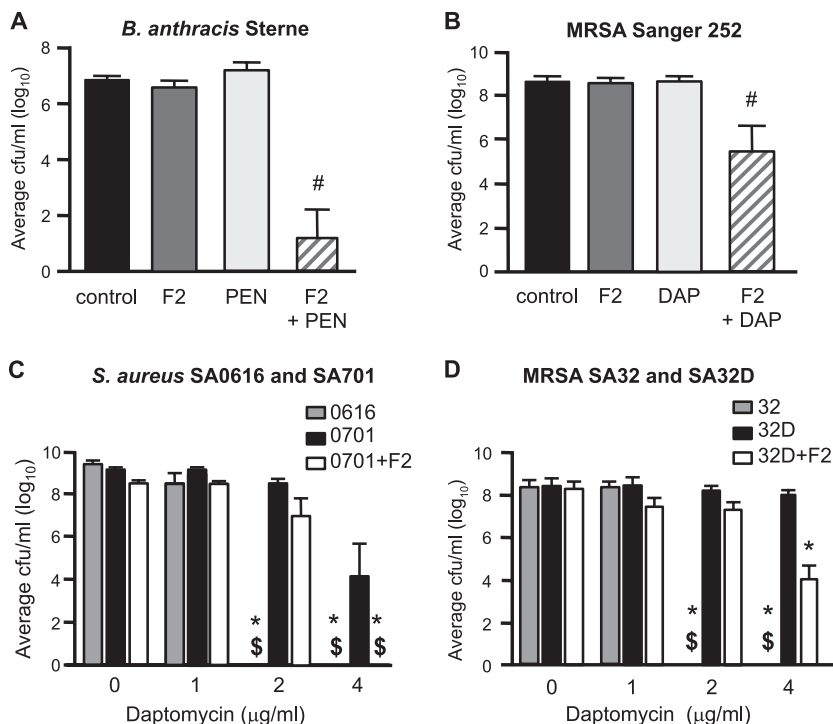 A
B. anthracis Sterne
Average cfu/ml (log10)
8
6
4
2
0
#
control
F2
PEN
F2
+ PEN
B
MRSA Sanger 252
Average cfu/ml (log10)
10
8
6
4
2
0
#
control
F2
DAP
F2
+ DAP
C
S. aureus SA0616 and SA701
0616
0701
0701+F2
Average cfu/ml (log10)
10
8
6
4
2
0
* * *
$ $ $
0 1 2 4
Daptomycin (μg/ml)
D
MRSA SA32 and SA32D
32
32D
32D+F2
Average cfu/ml (log10)
10
8
6
4
2
0
*
* *
$ $
0 1 2 4
Daptomycin (μg/ml)